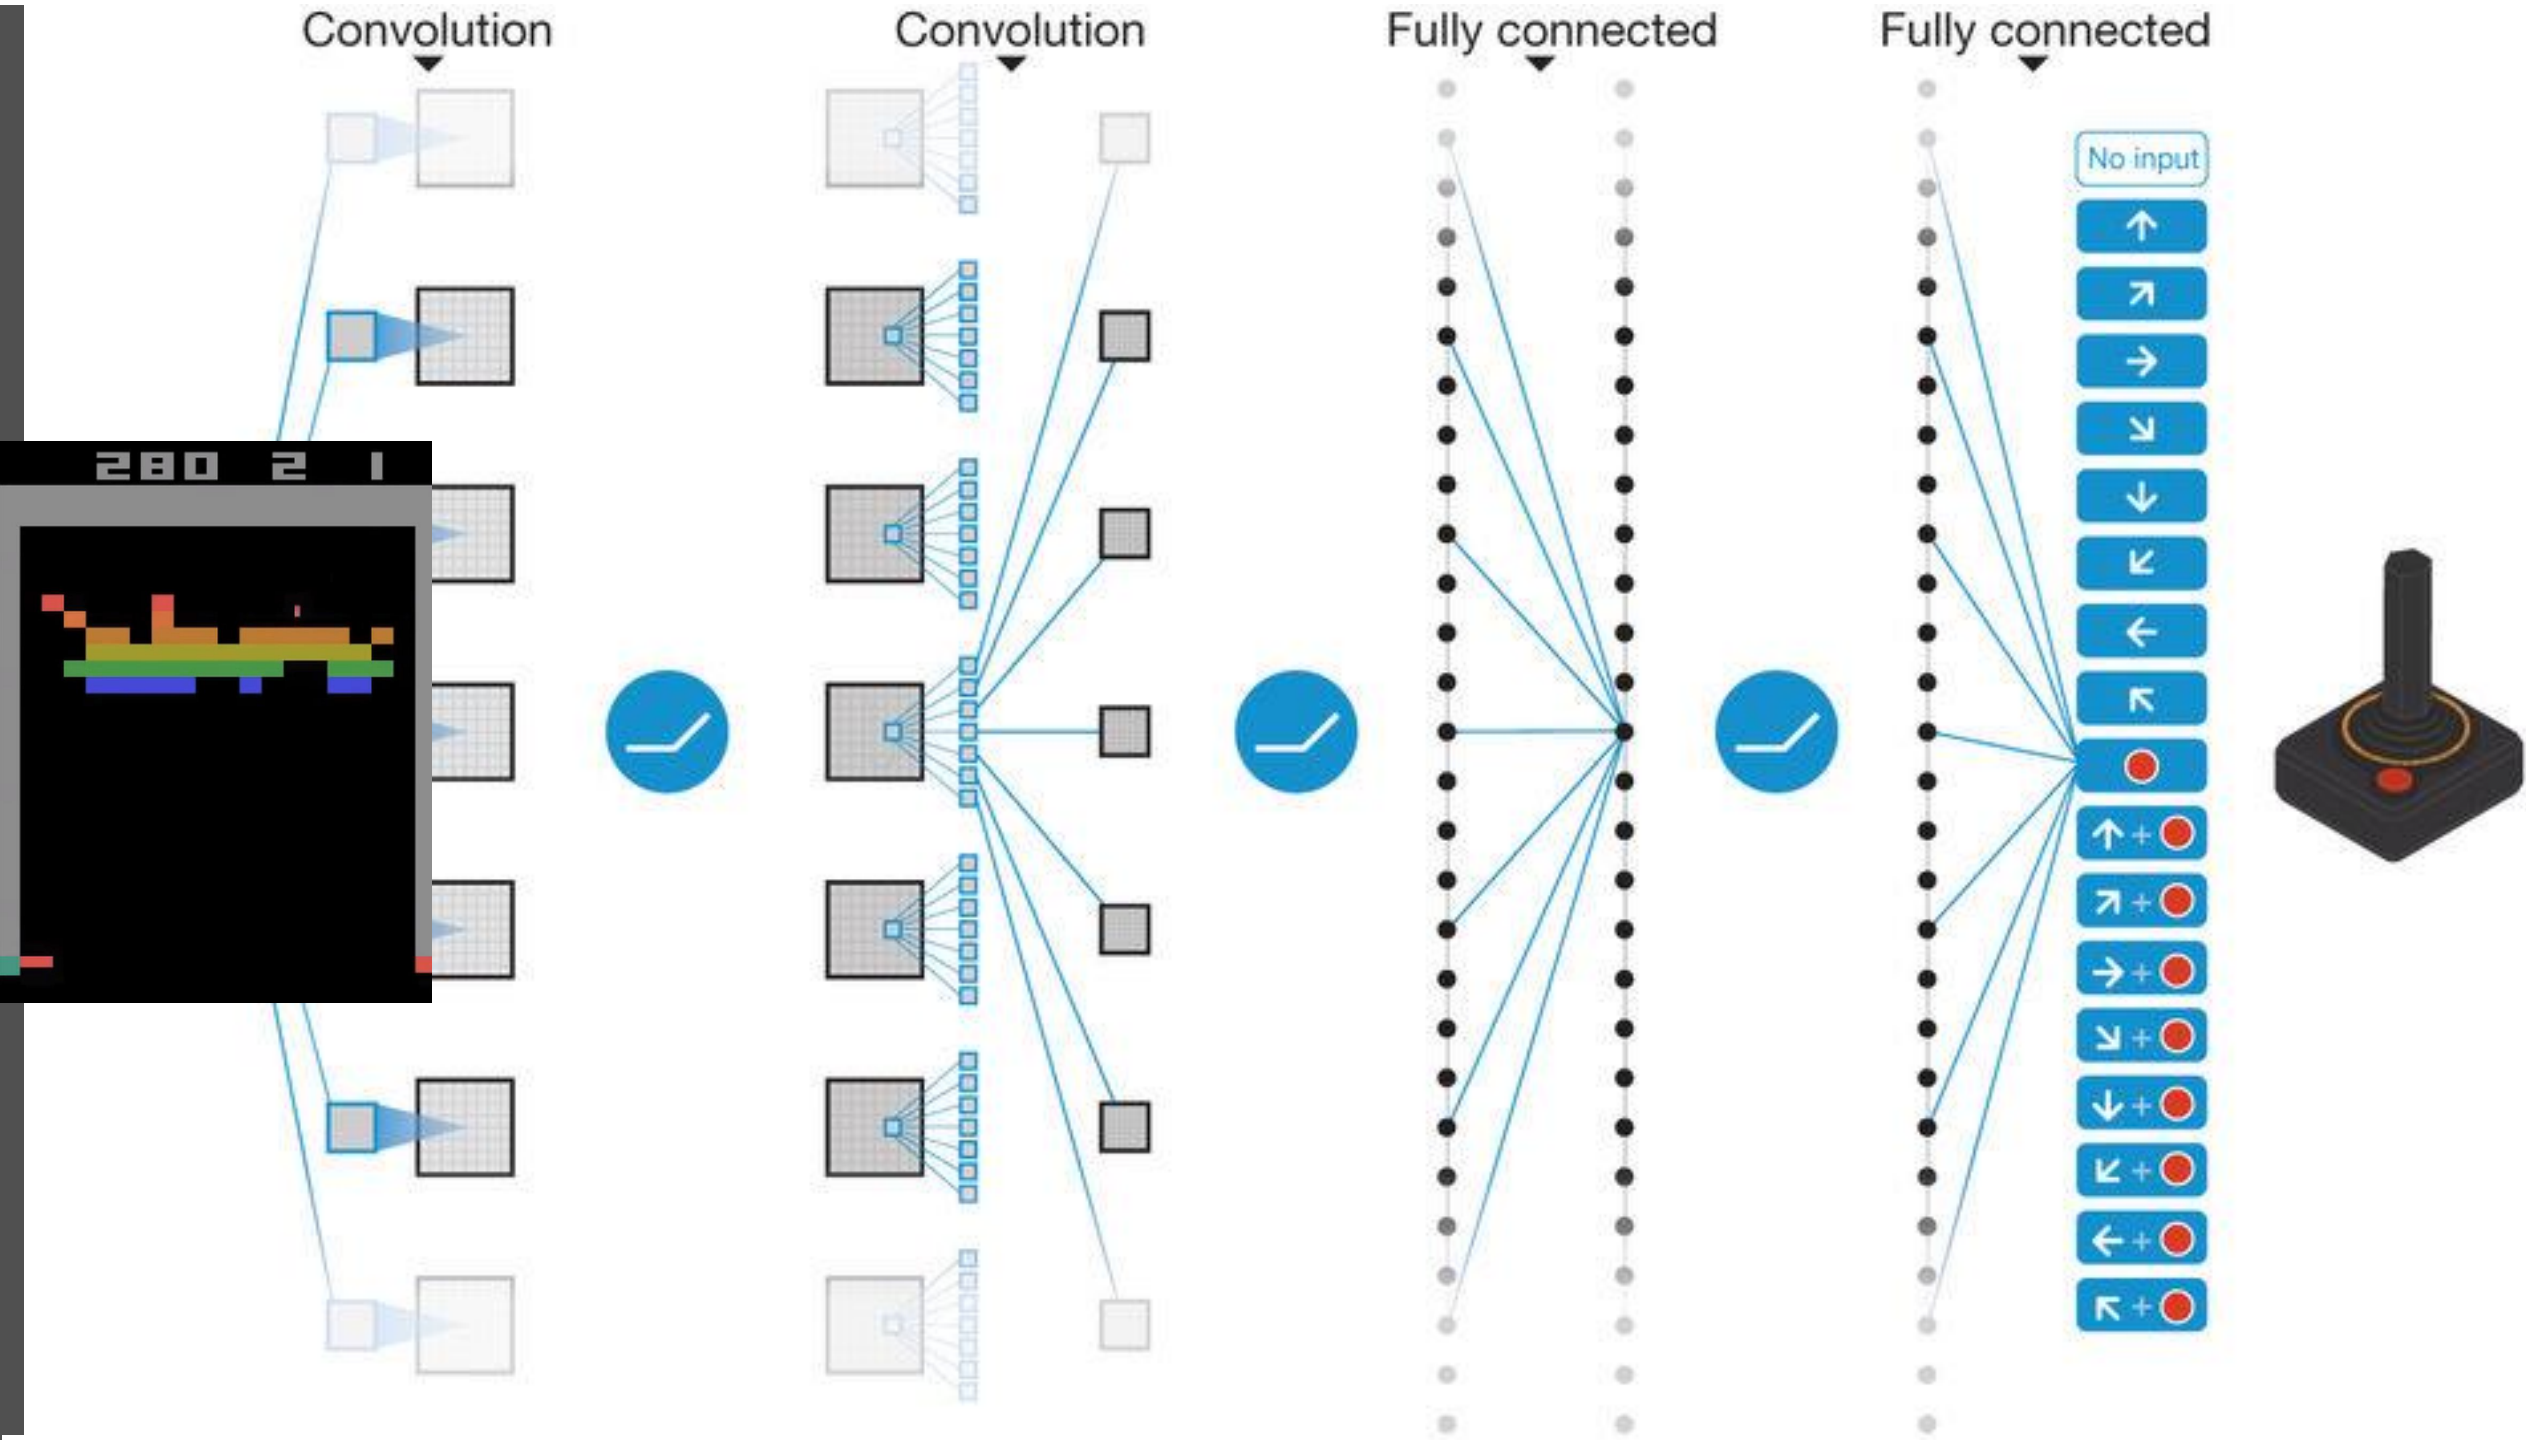 Convolution
Convolution
Fully connected
Fully connected
No input
↑
↗
→
↘
↓
↙
←
↖
↑+
↗+
→+
↘+
↓+
↙+
←+
↖+
280 2 1